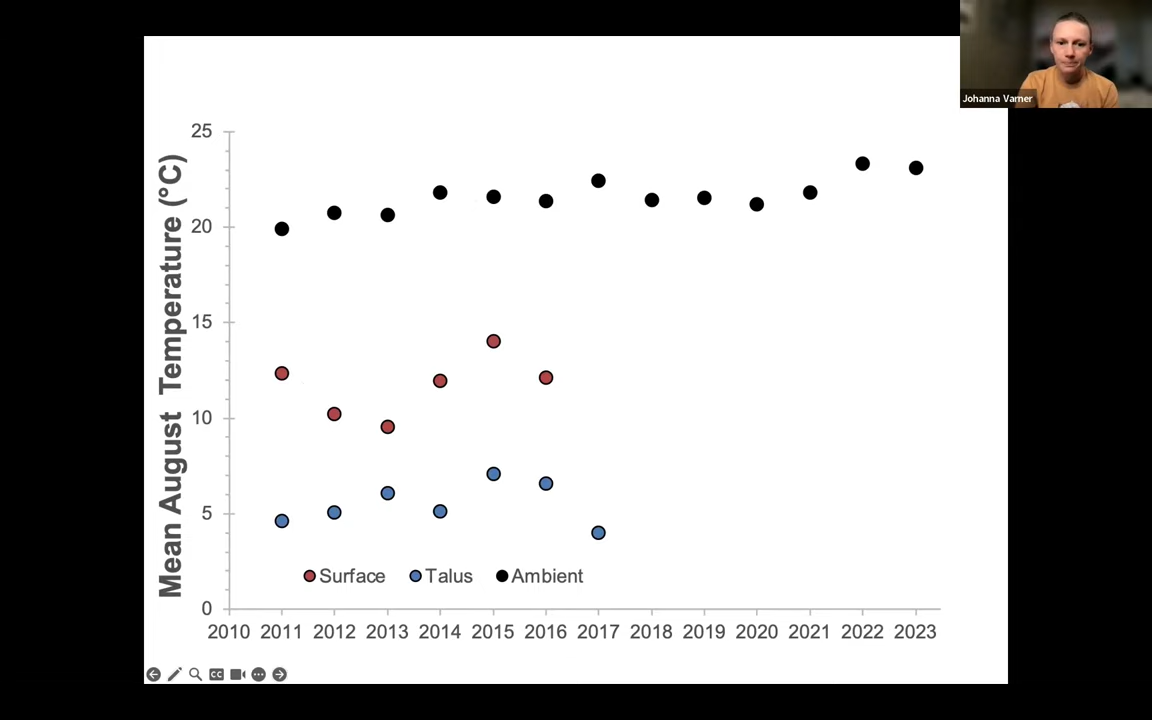 Johanna Varner
Mean August Temperature (°C)
25
20
15
10
5
0
Surface Talus Ambient
2010 2011 2012 2013 2014 2015 2016 2017 2018 2019 2020 2021 2022 2023
CC